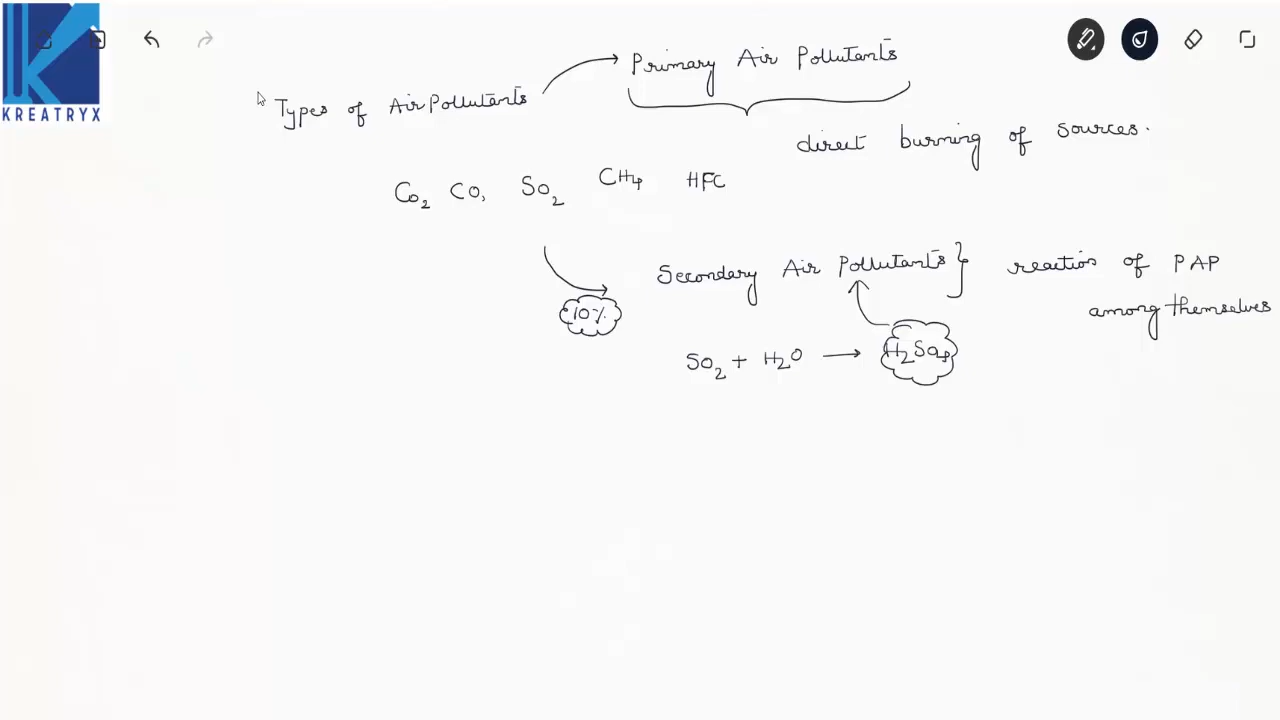 KREATRYX
Primary Air Pollutants
Types of Air Pollutants
direct burning of sources.
Co₂ CO, SO₂ CH4 HFC
Secondary Air Pollutants} reaction of PAP
among themselves
10%
SO₂ + H₂O → H₂SO4